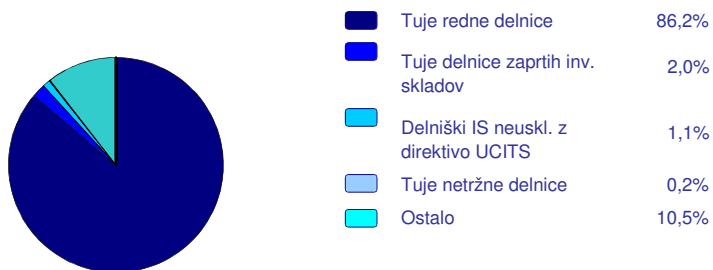 Tuje redne delnice 86,2%
Tuje delnice zaprtih inv.
skladov 2,0%
Delniški IS neuskl. z
direktivo UCITS 1,1%
Tuje netržne delnice 0,2%
Ostalo 10,5%